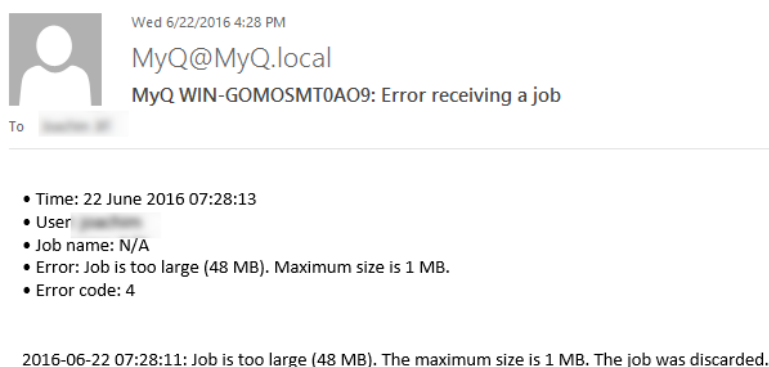 Wed 6/22/2016 4:28 PM
MyQ@MyQ.local
MyQ WIN-GOMOSMT0AO9: Error receiving a job
To
• Time: 22 June 2016 07:28:13
• User
• Job name: N/A
• Error: Job is too large (48 MB). Maximum size is 1 MB.
• Error code: 4
2016-06-22 07:28:11: Job is too large (48 MB). The maximum size is 1 MB. The job was discarded.